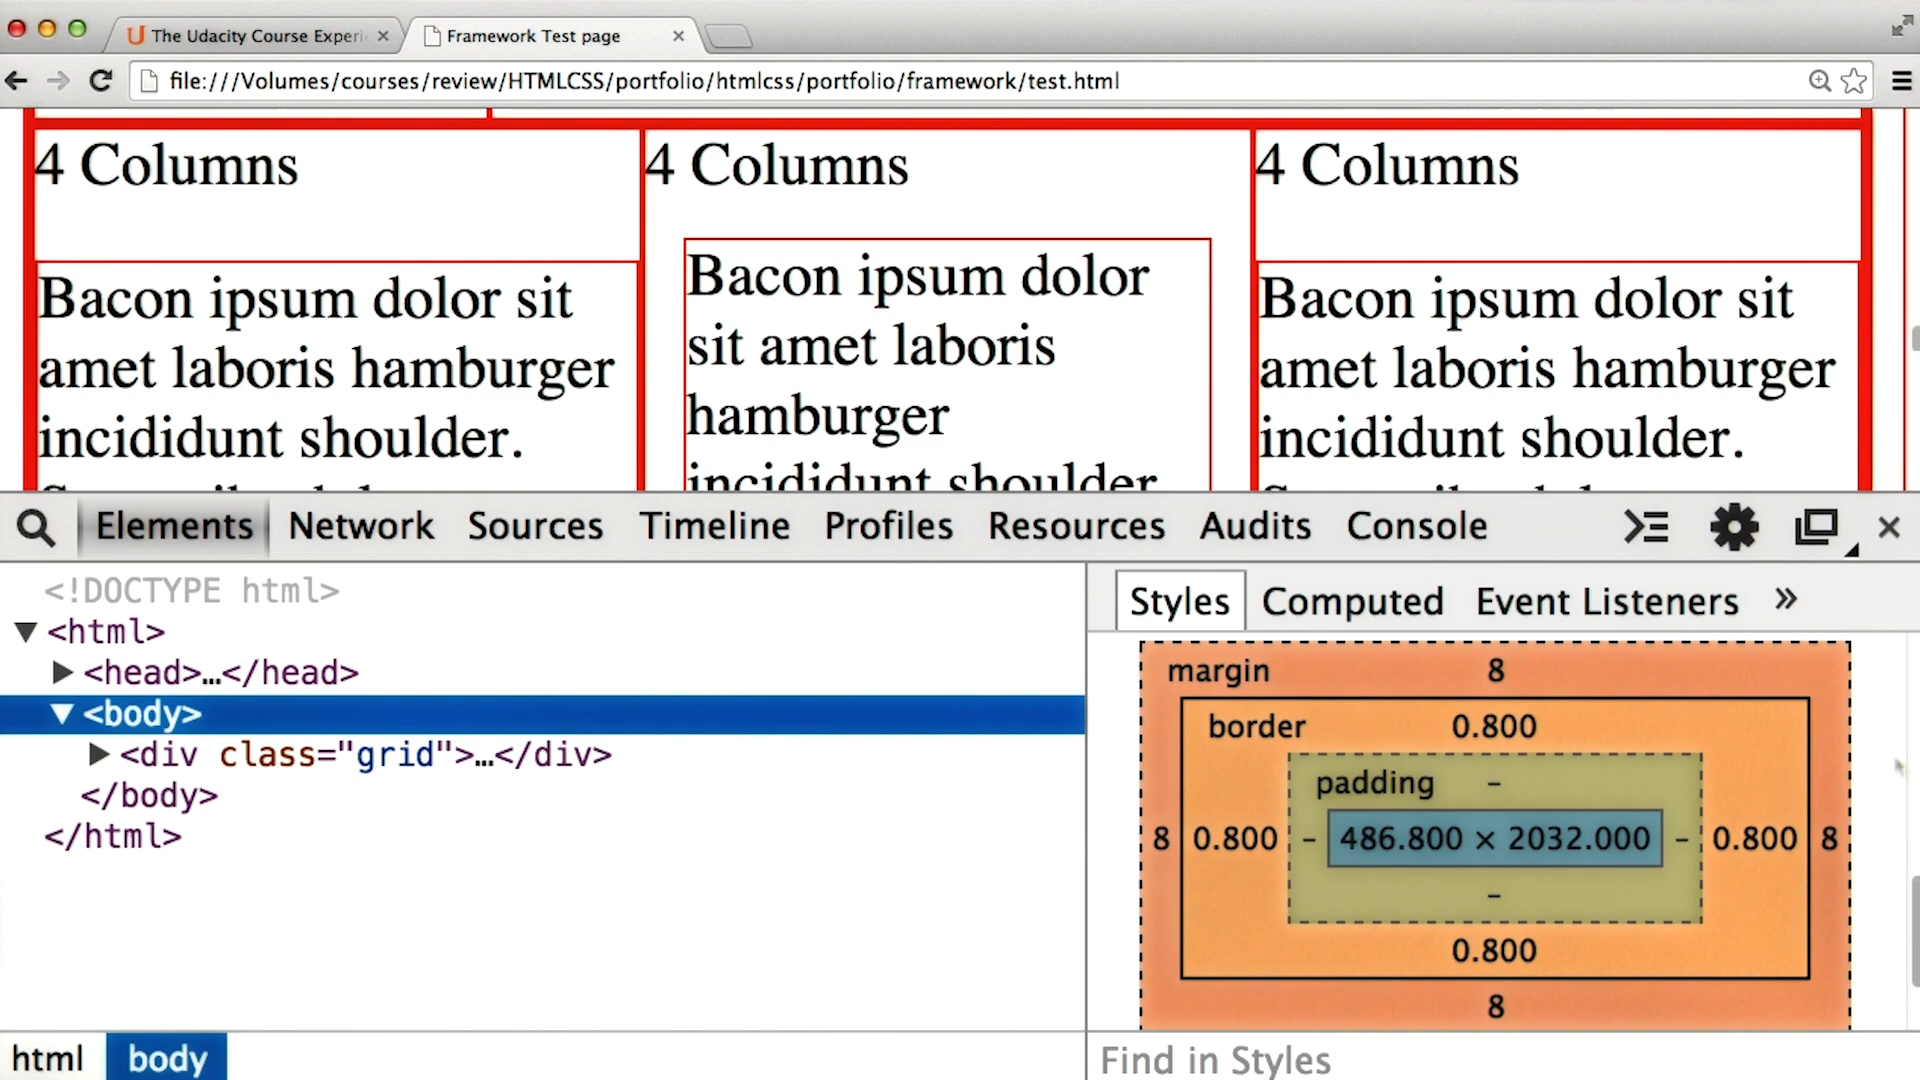 The Udacity Course Experi
Framework Test page
file:///Volumes/courses/review/HTMLCSS/portfolio/htmlcss/portfolio/framework/test.html
4 Columns
4 Columns
4 Columns
Bacon ipsum dolor sit
amet laboris hamburger
incididunt shoulder.
Bacon ipsum dolor
sit amet laboris
hamburger
incididunt shoulder
Bacon ipsum dolor sit
amet laboris hamburger
incididunt shoulder.
Elements Network Sources Timeline Profiles Resources Audits Console
<!DOCTYPE html>
<html>
<head>…</head>
<body>
<div class="grid">…</div>
</body>
</html>
html body
Styles Computed Event Listeners »
margin 8
border 0.800
padding –
8 0.800 – 486.800 × 2032.000 – 0.800 8
–
0.800
8
Find in Styles